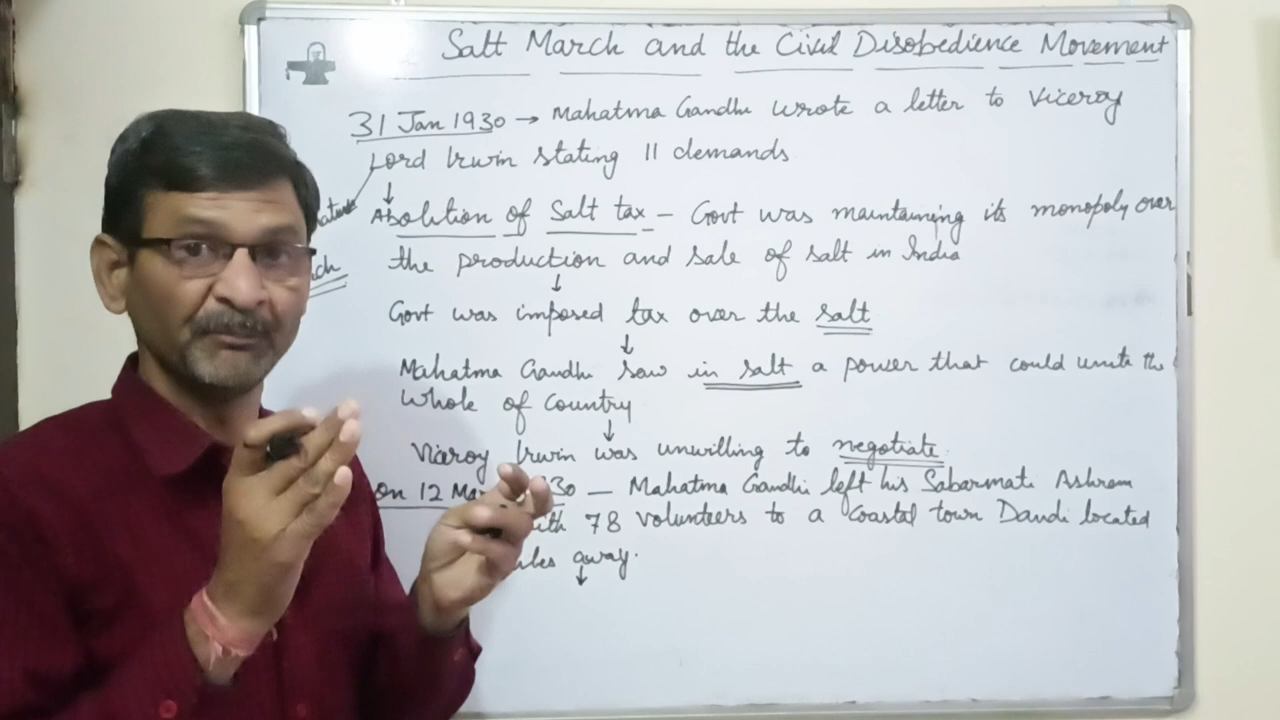 Salt March and the Civil Disobedience Movement
31 Jan 1930 → Mahatma Gandhi wrote a letter to Viceroy
Lord Irwin stating 11 demands
↓
Abolition of Salt tax – Govt was maintaining its monopoly over
the production and sale of salt in India
↓
Govt was imposed tax over the salt
↓
Mahatma Gandhi saw in salt a power that could unite the
whole of country
↓
Viceroy Irwin was unwilling to negotiate.
On 12 30 — Mahatma Gandhi left his Sabarmati Ashram
78 volunteers to a coastal town Dandi located
away.
↓